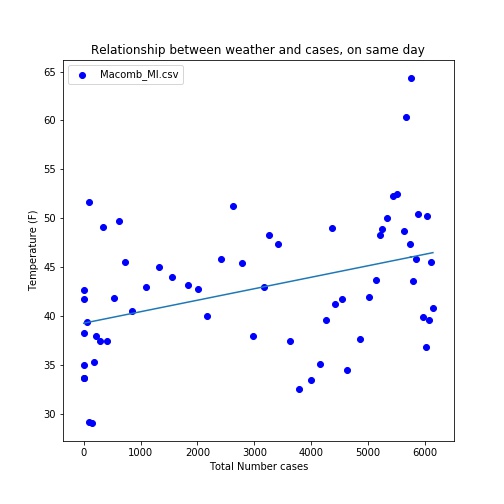 Relationship between weather and cases, on same day
Macomb_MI.csv
65
60
55
50
45
40
35
30
Temperature (F)
0 1000 2000 3000 4000 5000 6000
Total Number cases